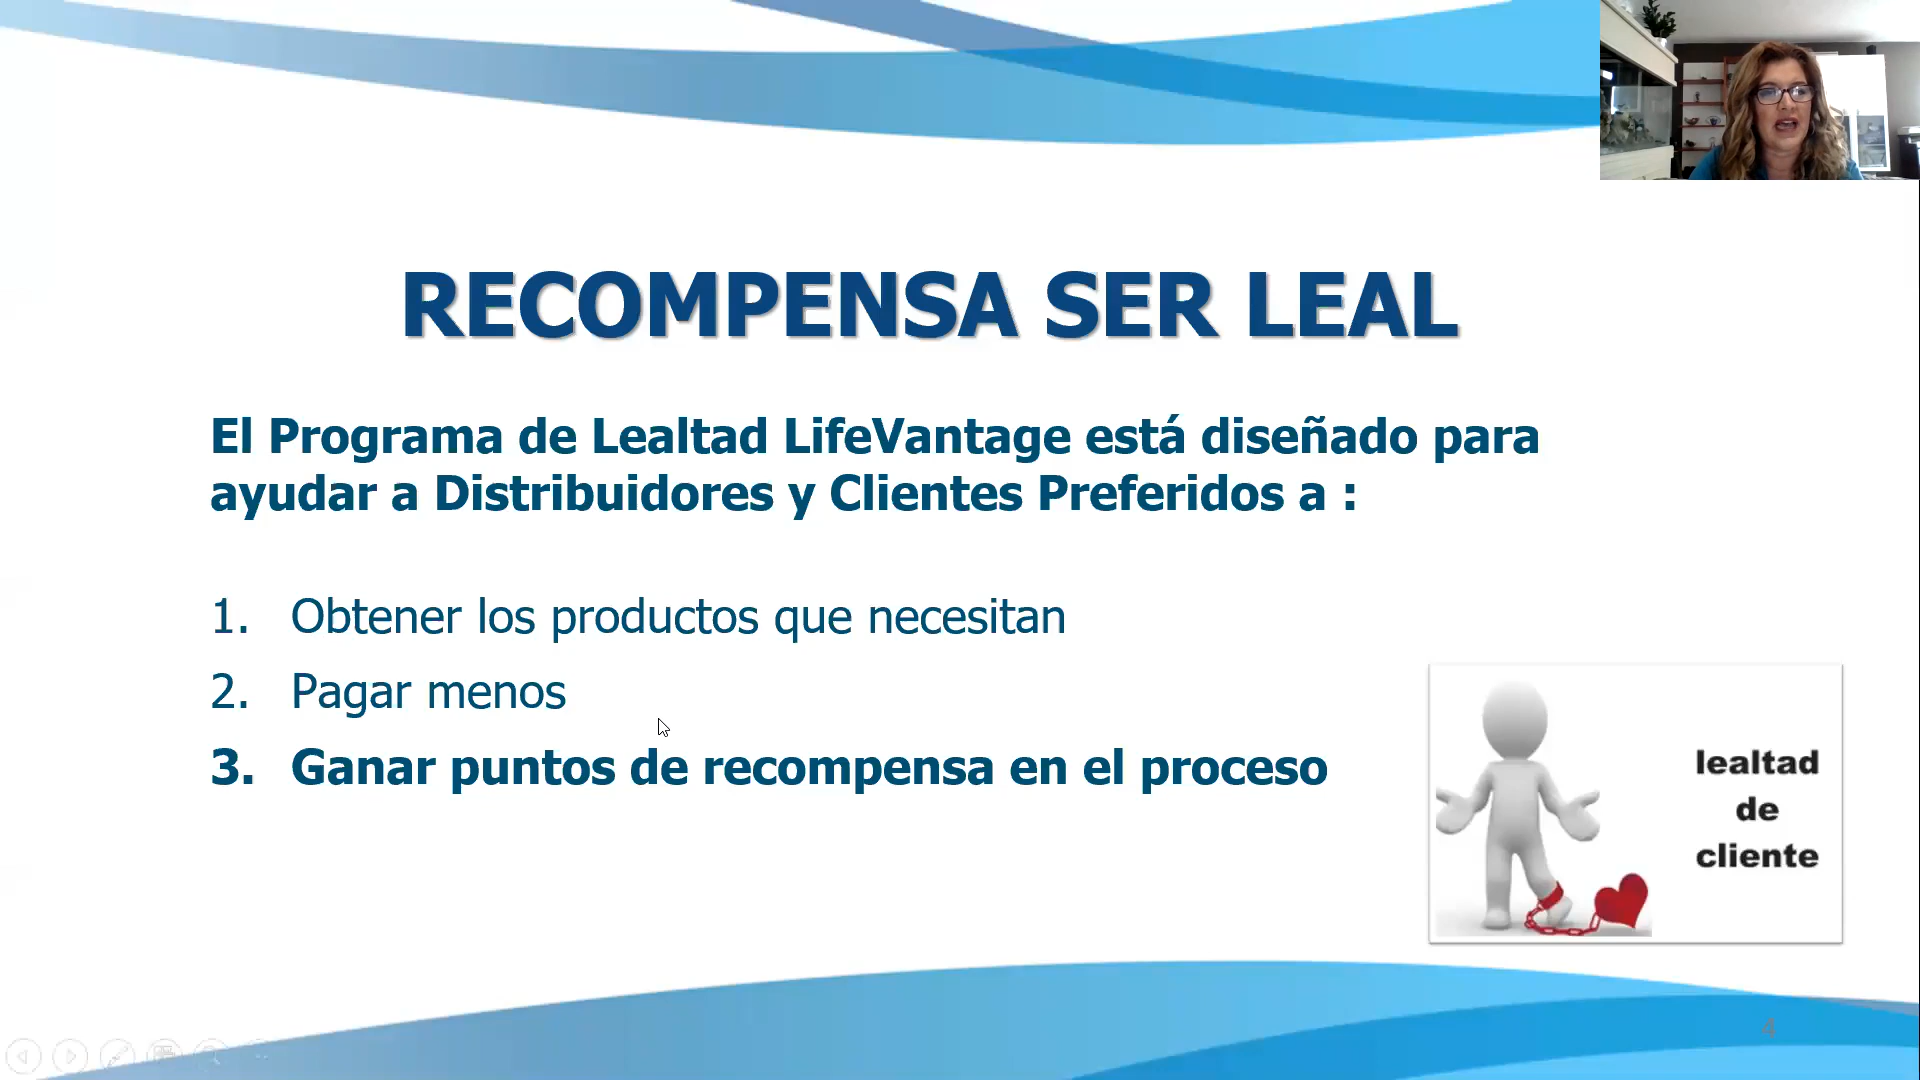 RECOMPENSA SER LEAL
El Programa de Lealtad LifeVantage está diseñado para
ayudar a Distribuidores y Clientes Preferidos a :
1. Obtener los productos que necesitan
2. Pagar menos
3. Ganar puntos de recompensa en el proceso
lealtad
de
cliente
4